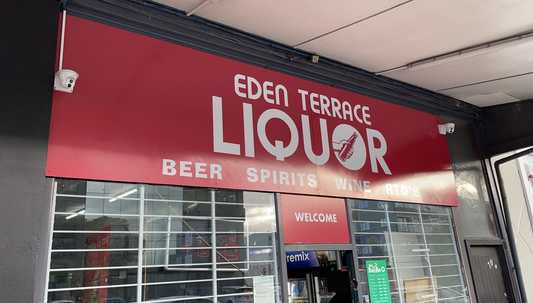 EDEN TERRACE
LIQUOR
BEER SPIRITS WINE RTD'S
WELCOME
remix